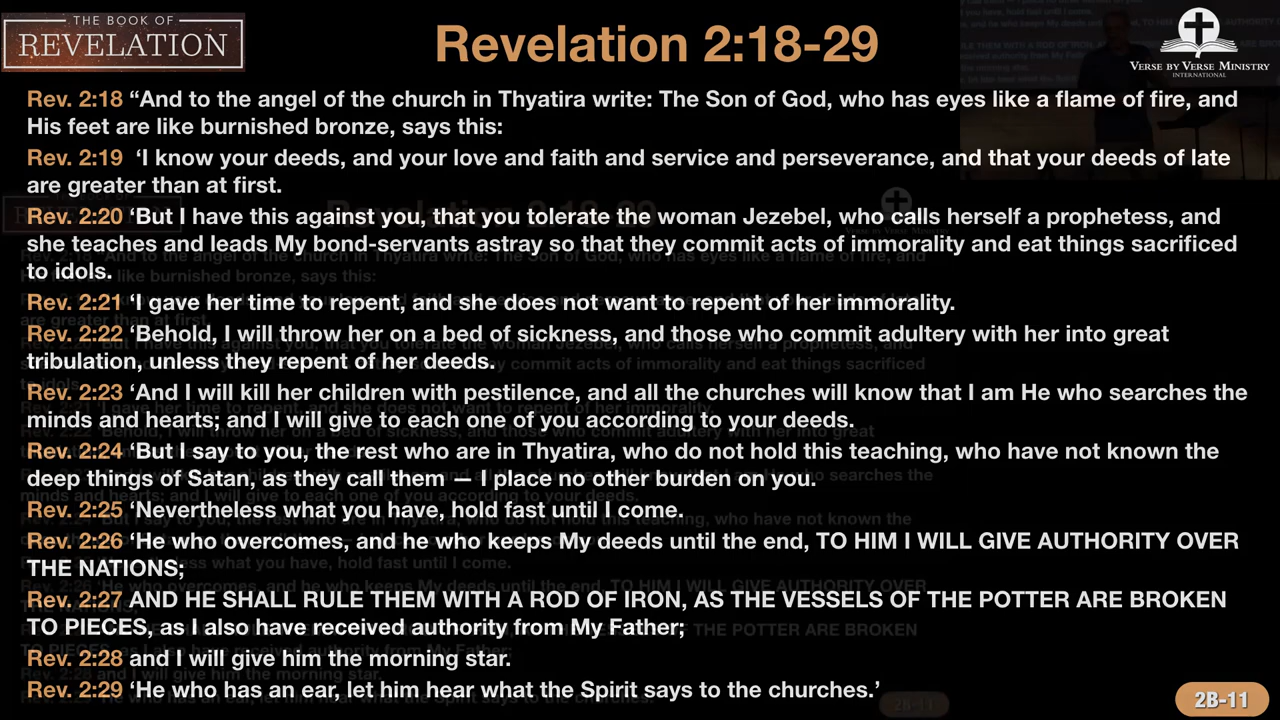 THE BOOK OF
REVELATION
Revelation 2:18-29
VERSE BY VERSE MINISTRY
INTERNATIONAL
Rev. 2:18 “And to the angel of the church in Thyatira write: The Son of God, who has eyes like a flame of fire, and
His feet are like burnished bronze, says this:
Rev. 2:19 ‘I know your deeds, and your love and faith and service and perseverance, and that your deeds of late
are greater than at first.
Rev. 2:20 ‘But I have this against you, that you tolerate the woman Jezebel, who calls herself a prophetess, and
she teaches and leads My bond-servants astray so that they commit acts of immorality and eat things sacrificed
to idols.
Rev. 2:21 ‘I gave her time to repent, and she does not want to repent of her immorality.
Rev. 2:22 ‘Behold, I will throw her on a bed of sickness, and those who commit adultery with her into great
tribulation, unless they repent of her deeds.
Rev. 2:23 ‘And I will kill her children with pestilence, and all the churches will know that I am He who searches the
minds and hearts; and I will give to each one of you according to your deeds.
Rev. 2:24 ‘But I say to you, the rest who are in Thyatira, who do not hold this teaching, who have not known the
deep things of Satan, as they call them — I place no other burden on you.
Rev. 2:25 ‘Nevertheless what you have, hold fast until I come.
Rev. 2:26 ‘He who overcomes, and he who keeps My deeds until the end, TO HIM I WILL GIVE AUTHORITY OVER
THE NATIONS;
Rev. 2:27 AND HE SHALL RULE THEM WITH A ROD OF IRON, AS THE VESSELS OF THE POTTER ARE BROKEN
TO PIECES, as I also have received authority from My Father;
Rev. 2:28 and I will give him the morning star.
Rev. 2:29 ‘He who has an ear, let him hear what the Spirit says to the churches.’
2B-11